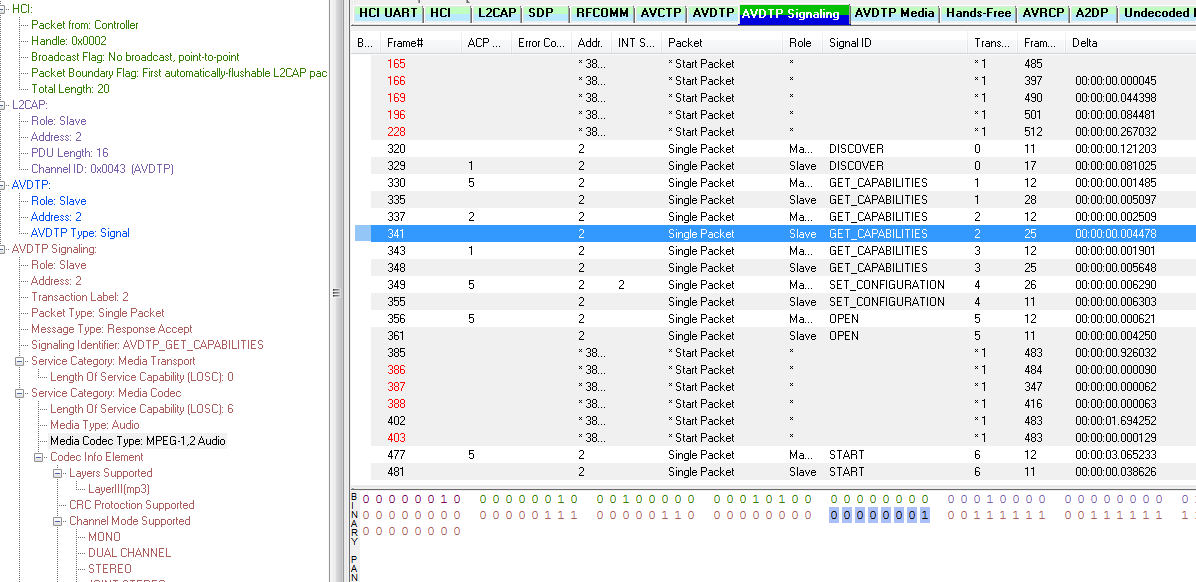 HCI:
Packet from: Controller
Handle: 0x0002
Broadcast Flag: No broadcast, point-to-point
Packet Boundary Flag: First automatically-flushable L2CAP pac
Total Length: 20
L2CAP:
Role: Slave
Address: 2
PDU Length: 16
Channel ID: 0x0043 (AVDTP)
AVDTP:
Role: Slave
Address: 2
AVDTP Type: Signal
AVDTP Signaling:
Role: Slave
Address: 2
Transaction Label: 2
Packet Type: Single Packet
Message Type: Response Accept
Signaling Identifier: AVDTP_GET_CAPABILITIES
Service Category: Media Transport
Length Of Service Capability (LOSC): 0
Service Category: Media Codec
Length Of Service Capability (LOSC): 6
Media Type: Audio
Media Codec Type: MPEG-1,2 Audio
Codec Info Element
Layers Supported
LayerIII(mp3)
CRC Protection Supported
Channel Mode Supported
MONO
DUAL CHANNEL
STEREO
JOINT STEREO
HCI UART HCI L2CAP SDP RFCOMM AVCTP AVDTP AVDTP Signaling AVDTP Media Hands-Free AVRCP A2DP Undecoded
B... Frame# ACP ... Error Co... Addr. INT S... Packet Role Signal ID Trans... Fram... Delta
165 * 38... * Start Packet * * 1 485
166 * 38... * Start Packet * * 1 397 00:00:00.000045
169 * 38... * Start Packet * * 1 490 00:00:00.044398
196 * 38... * Start Packet * * 1 501 00:00:00.084481
228 * 38... * Start Packet * * 1 512 00:00:00.267032
320 2 Single Packet Ma... DISCOVER 0 11 00:00:00.121203
329 1 2 Single Packet Slave DISCOVER 0 17 00:00:00.081025
330 5 2 Single Packet Ma... GET_CAPABILITIES 1 12 00:00:00.001485
335 2 Single Packet Slave GET_CAPABILITIES 1 28 00:00:00.005097
337 2 2 Single Packet Ma... GET_CAPABILITIES 2 12 00:00:00.002509
341 2 Single Packet Slave GET_CAPABILITIES 2 25 00:00:00.004478
343 1 2 Single Packet Ma... GET_CAPABILITIES 3 12 00:00:00.001901
348 2 Single Packet Slave GET_CAPABILITIES 3 25 00:00:00.005648
349 5 2 2 Single Packet Ma... SET_CONFIGURATION 4 26 00:00:00.006290
355 2 Single Packet Slave SET_CONFIGURATION 4 11 00:00:00.006303
356 5 2 Single Packet Ma... OPEN 5 12 00:00:00.000621
361 2 Single Packet Slave OPEN 5 11 00:00:00.004250
385 * 38... * Start Packet * * 1 483 00:00:00.926032
386 * 38... * Start Packet * * 1 484 00:00:00.000090
387 * 38... * Start Packet * * 1 347 00:00:00.000062
388 * 38... * Start Packet * * 1 416 00:00:00.000063
402 * 38... * Start Packet * * 1 483 00:00:01.694252
403 * 38... * Start Packet * * 1 483 00:00:00.000129
477 5 2 Single Packet Ma... START 6 12 00:00:03.065233
481 2 Single Packet Slave START 6 11 00:00:00.038626
BINARY PAN
00000010 00000010 00100000 00010100 00000000 00010000 00000000 01
00000000 00000111 00000110 00000000 00000001 00111111 00111111 11
00000000